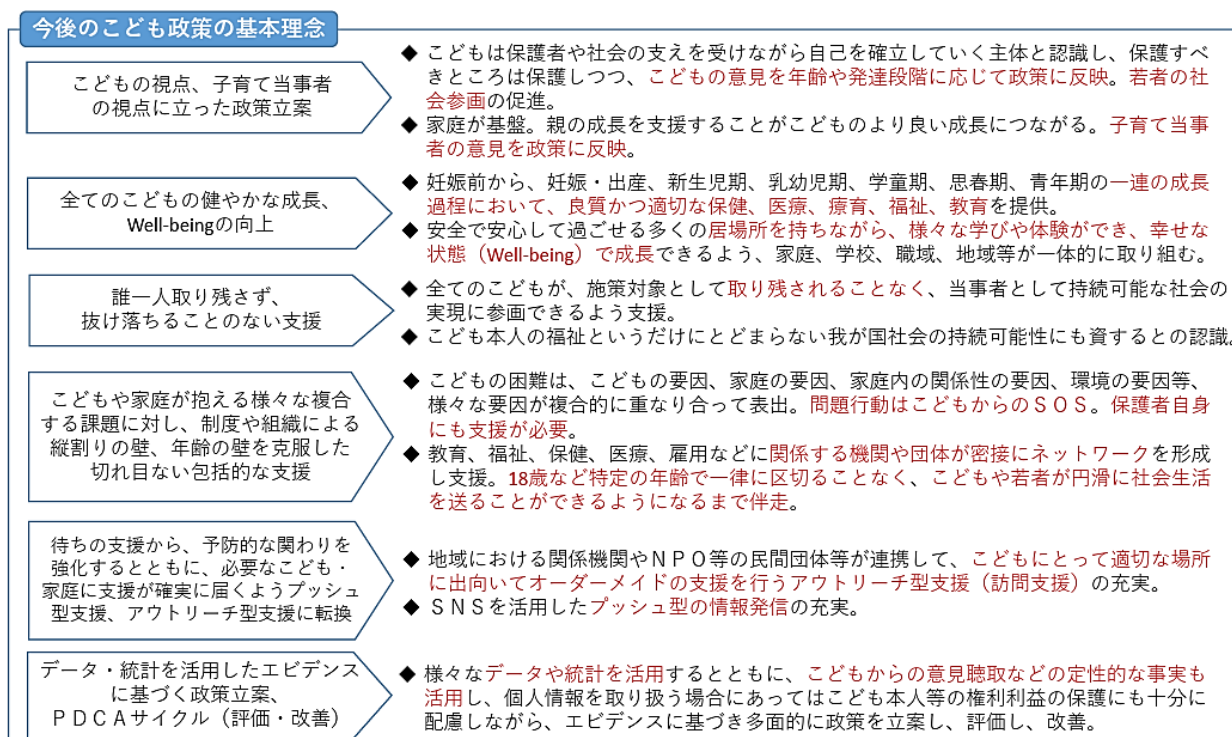 今後のこども政策の基本理念
こどもの視点、子育て当事者
の視点に立った政策立案
◆ こどもは保護者や社会の支えを受けながら自己を確立していく主体と認識し、保護すべ
きところは保護しつつ、こどもの意見を年齢や発達段階に応じて政策に反映。若者の社
会参画の促進。
◆ 家庭が基盤。親の成長を支援することがこどものより良い成長につながる。子育て当事
者の意見を政策に反映。
全てのこどもの健やかな成長、
Well-beingの向上
◆ 妊娠前から、妊娠・出産、新生児期、乳幼児期、学童期、思春期、青年期の一連の成長
過程において、良質かつ適切な保健、医療、療育、福祉、教育を提供。
◆ 安全で安心して過ごせる多くの居場所を持ちながら、様々な学びや体験ができ、幸せな
状態（Well-being）で成長できるよう、家庭、学校、職域、地域等が一体的に取り組む。
誰一人取り残さず、
抜け落ちることのない支援
◆ 全てのこどもが、施策対象として取り残されることなく、当事者として持続可能な社会の
実現に参画できるよう支援。
◆ こども本人の福祉というだけにとどまらない我が国社会の持続可能性にも資するとの認識。
こどもや家庭が抱える様々な複合
する課題に対し、制度や組織による
縦割りの壁、年齢の壁を克服した
切れ目ない包括的な支援
◆ こどもの困難は、こどもの要因、家庭の要因、家庭内の関係性の要因、環境の要因等、
様々な要因が複合的に重なり合って表出。問題行動はこどもからのＳＯＳ。保護者自身
にも支援が必要。
◆ 教育、福祉、保健、医療、雇用などに関係する機関や団体が密接にネットワークを形成
し支援。18歳など特定の年齢で一律に区切ることなく、こどもや若者が円滑に社会生活
を送ることができるようになるまで伴走。
待ちの支援から、予防的な関わりを
強化するとともに、必要なこども・
家庭に支援が確実に届くようプッシュ
型支援、アウトリーチ型支援に転換
◆ 地域における関係機関やＮＰＯ等の民間団体等が連携して、こどもにとって適切な場所
に出向いてオーダーメイドの支援を行うアウトリーチ型支援（訪問支援）の充実。
◆ ＳＮＳを活用したプッシュ型の情報発信の充実。
データ・統計を活用したエビデンス
に基づく政策立案、
ＰＤＣＡサイクル（評価・改善）
◆ 様々なデータや統計を活用するとともに、こどもからの意見聴取などの定性的な事実も
活用し、個人情報を取り扱う場合にあってはこども本人等の権利利益の保護にも十分に
配慮しながら、エビデンスに基づき多面的に政策を立案し、評価し、改善。